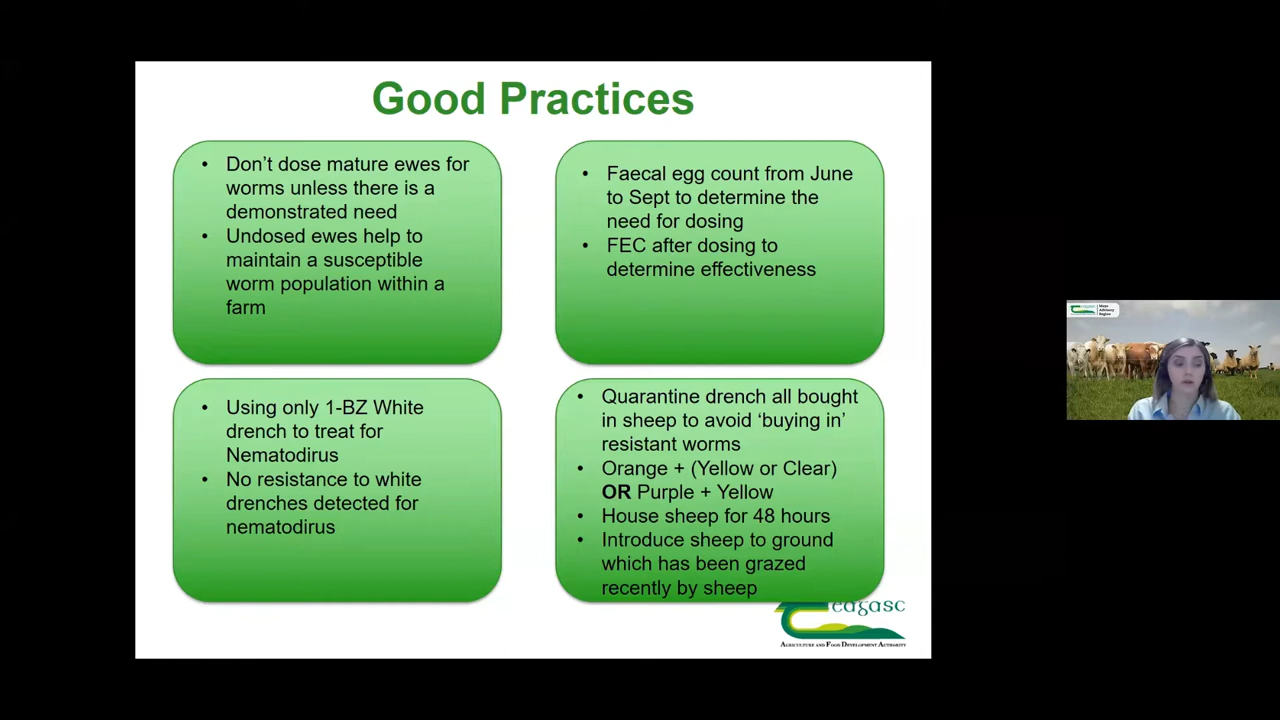 Good Practices
• Don’t dose mature ewes for
worms unless there is a
demonstrated need
• Undosed ewes help to
maintain a susceptible
worm population within a
farm
• Faecal egg count from June
to Sept to determine the
need for dosing
• FEC after dosing to
determine effectiveness
• Using only 1-BZ White
drench to treat for
Nematodirus
• No resistance to white
drenches detected for
nematodirus
• Quarantine drench all bought
in sheep to avoid ‘buying in’
resistant worms
• Orange + (Yellow or Clear)
OR Purple + Yellow
• House sheep for 48 hours
• Introduce sheep to ground
which has been grazed
recently by sheep
eagasc
Agriculture and Food Development Authority
Mayo
Advisory
Region